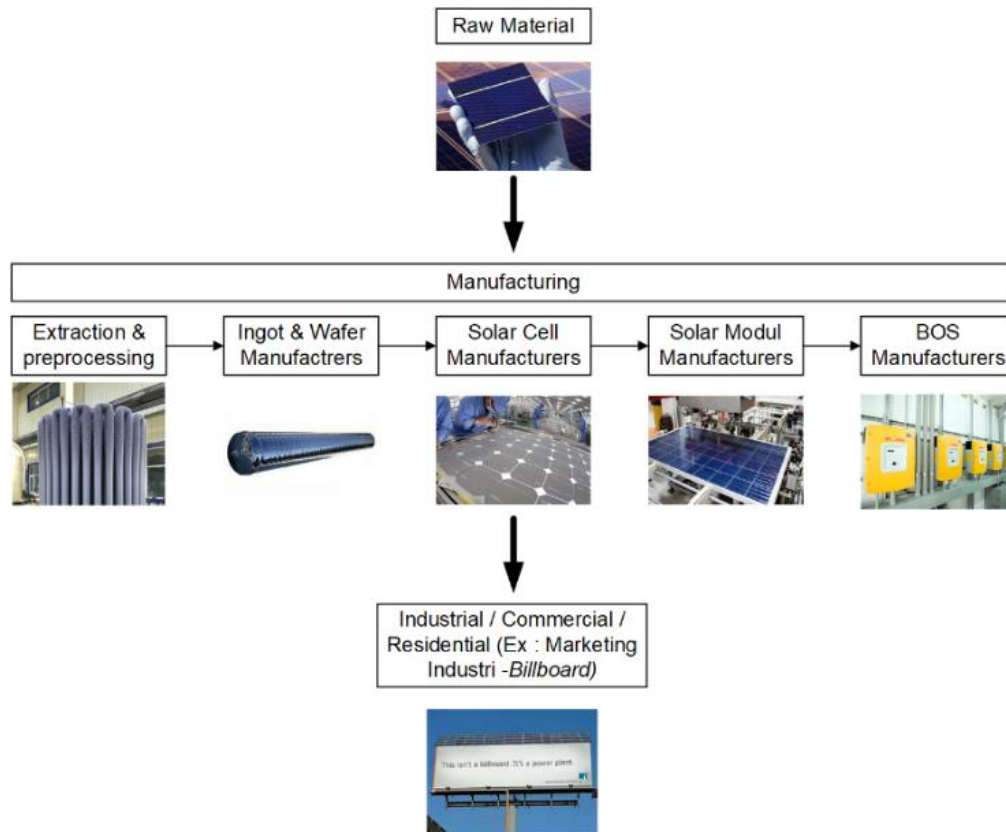 Raw Material
Manufacturing
Extraction &
preprocessing
Ingot & Wafer
Manufactrers
Solar Cell
Manufacturers
Solar Modul
Manufacturers
BOS
Manufacturers
Industrial / Commercial /
Residential (Ex : Marketing
Industri -Billboard)
This isn't a billboard. It's a power plant.